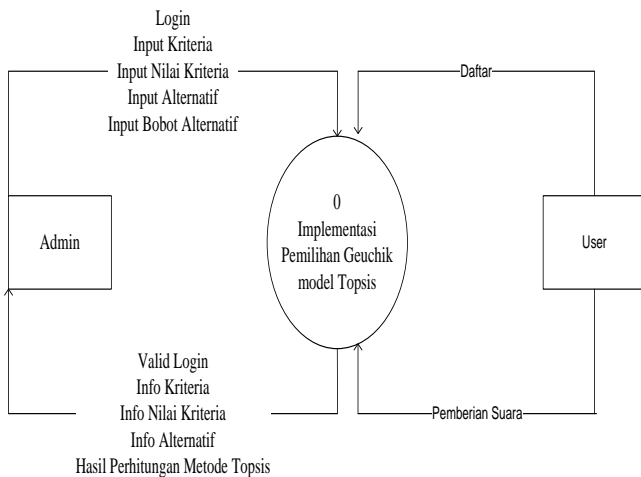 Login
Input Kriteria
Input Nilai Kriteria
Input Alternatif
Input Bobot Alternatif
Daftar
Admin
0
Implementasi
Pemilihan Geuchik
model Topsis
User
Valid Login
Info Kriteria
Info Nilai Kriteria
Info Alternatif
Hasil Perhitungan Metode Topsis
Pemberian Suara